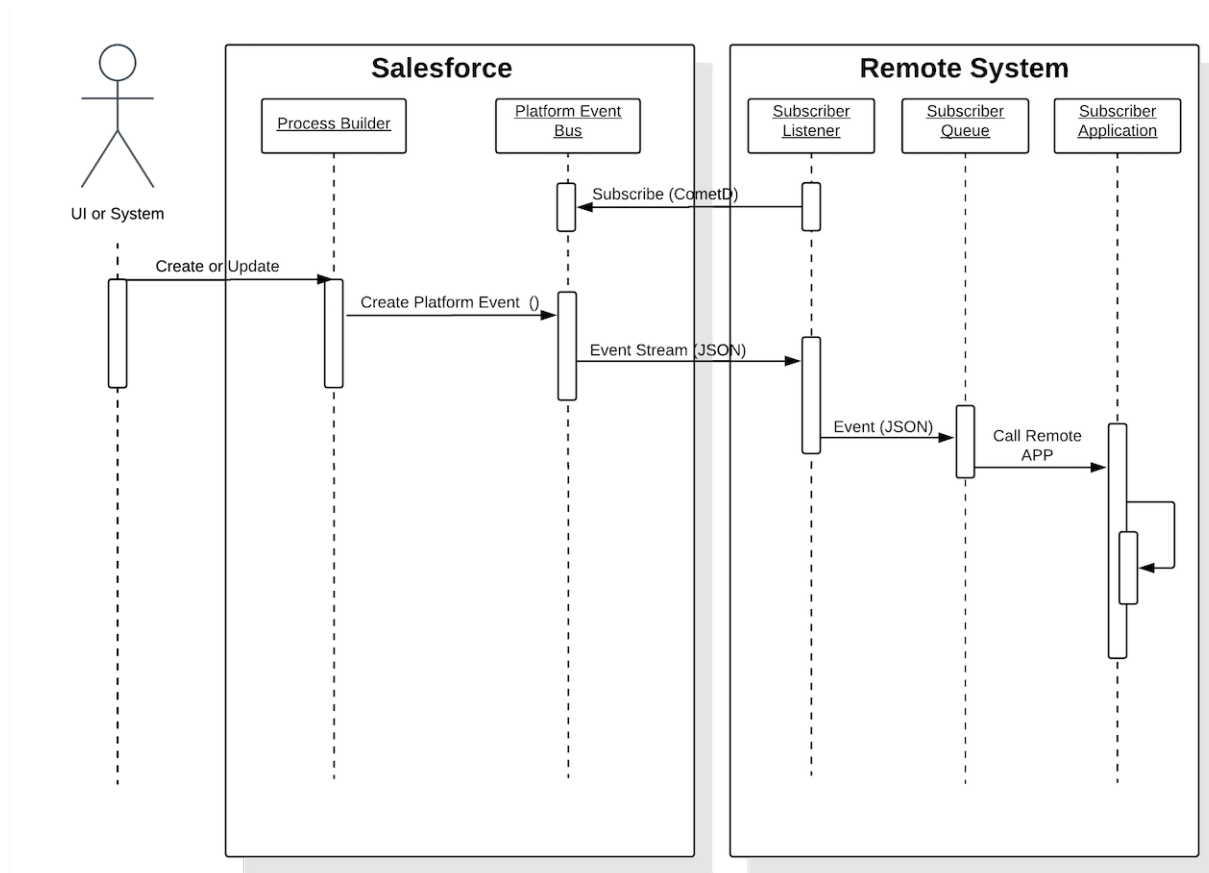 Salesforce
Remote System
Process Builder
Platform Event
Bus
Subscriber
Listener
Subscriber
Queue
Subscriber
Application
UI or System
Subscribe (CometD)
Create or Update
Create Platform Event ()
Event Stream (JSON)
Event (JSON)
Call Remote
APP